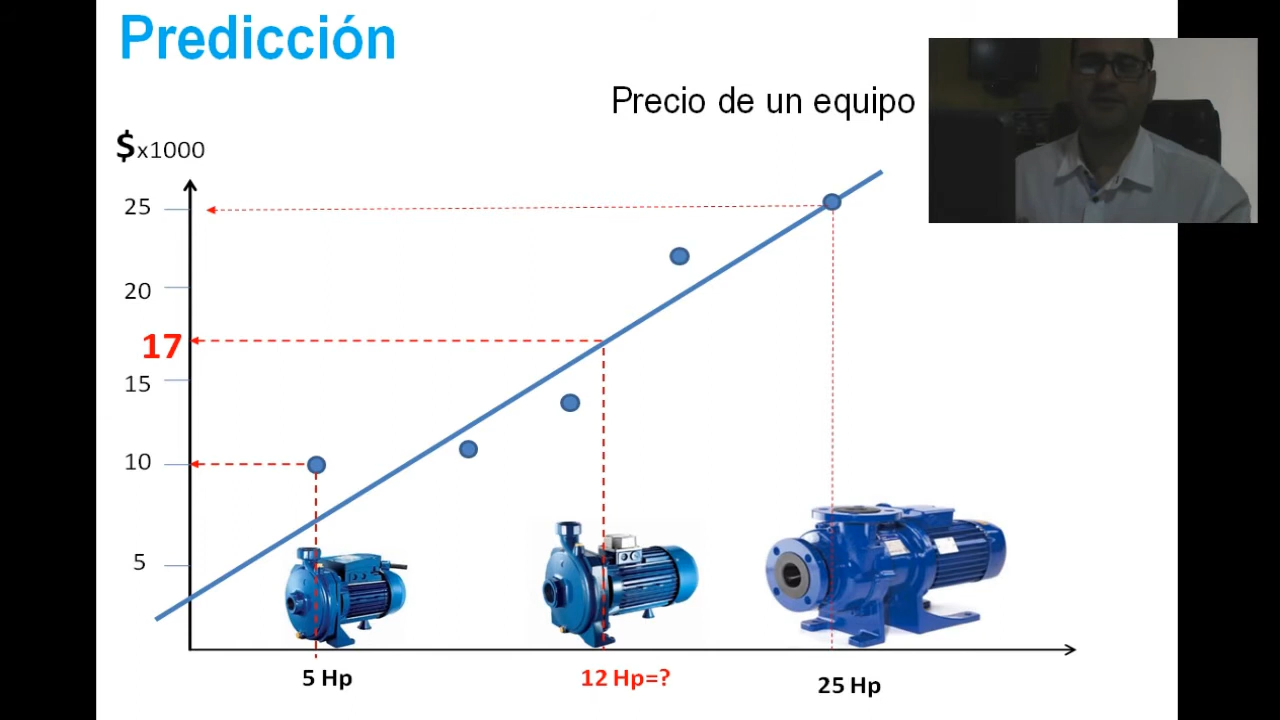 Predicción
Precio de un equipo
$x1000
25
20
17
15
10
5
5 Hp
12 Hp=?
25 Hp